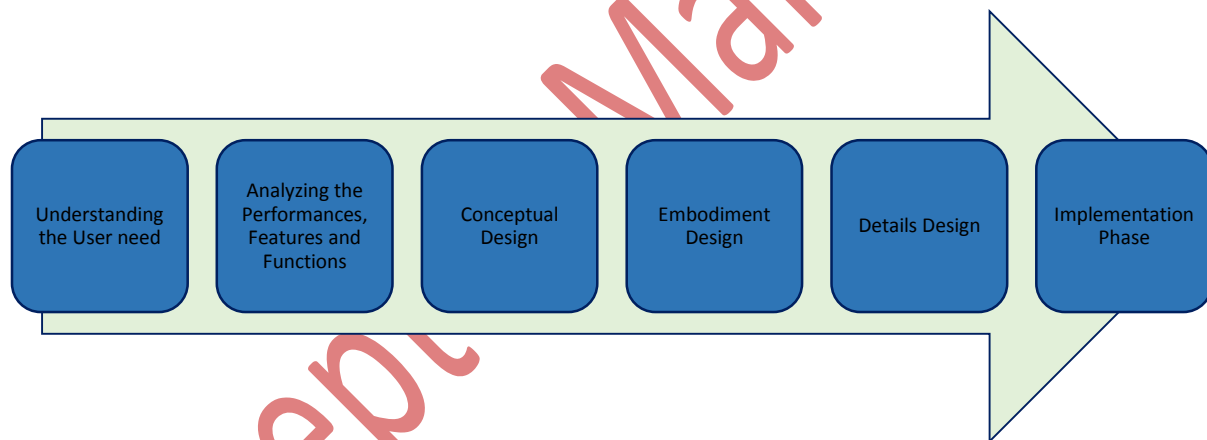 Understanding
the User need
Analyzing the
Performances,
Features and
Functions
Conceptual
Design
Embodiment
Design
Details Design
Implementation
Phase